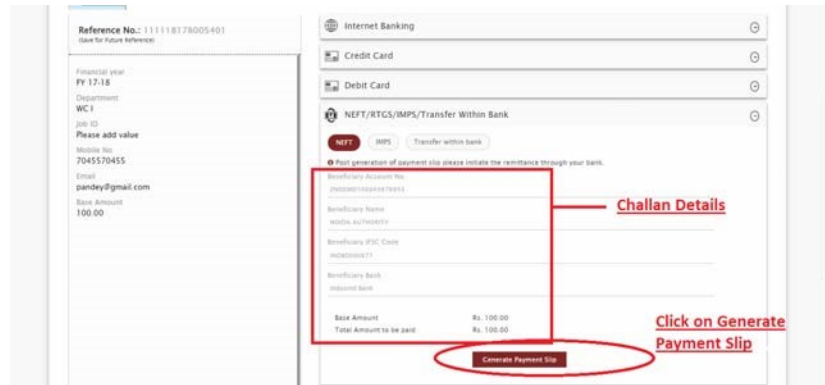 Reference No.: 111118178005401
(Save for Future Reference)
Financial year
FY 17-18
Department
WC I
Job ID
Please add value
Mobile No
7045570455
Email
pandey@gmail.com
Base Amount
100.00
Internet Banking
Credit Card
Debit Card
NEFT/RTGS/IMPS/Transfer Within Bank
NEFT
IMPS
Transfer within bank
Post generation of payment slip please initiate the remittance through your bank.
Beneficiary Account No.
Beneficiary Name
NOIDA AUTHORITY
Beneficiary IFSC Code
Beneficiary Bank
Indusind Bank
Base Amount Rs. 100.00
Total Amount to be paid Rs. 100.00
Generate Payment Slip
Challan Details
Click on Generate
Payment Slip